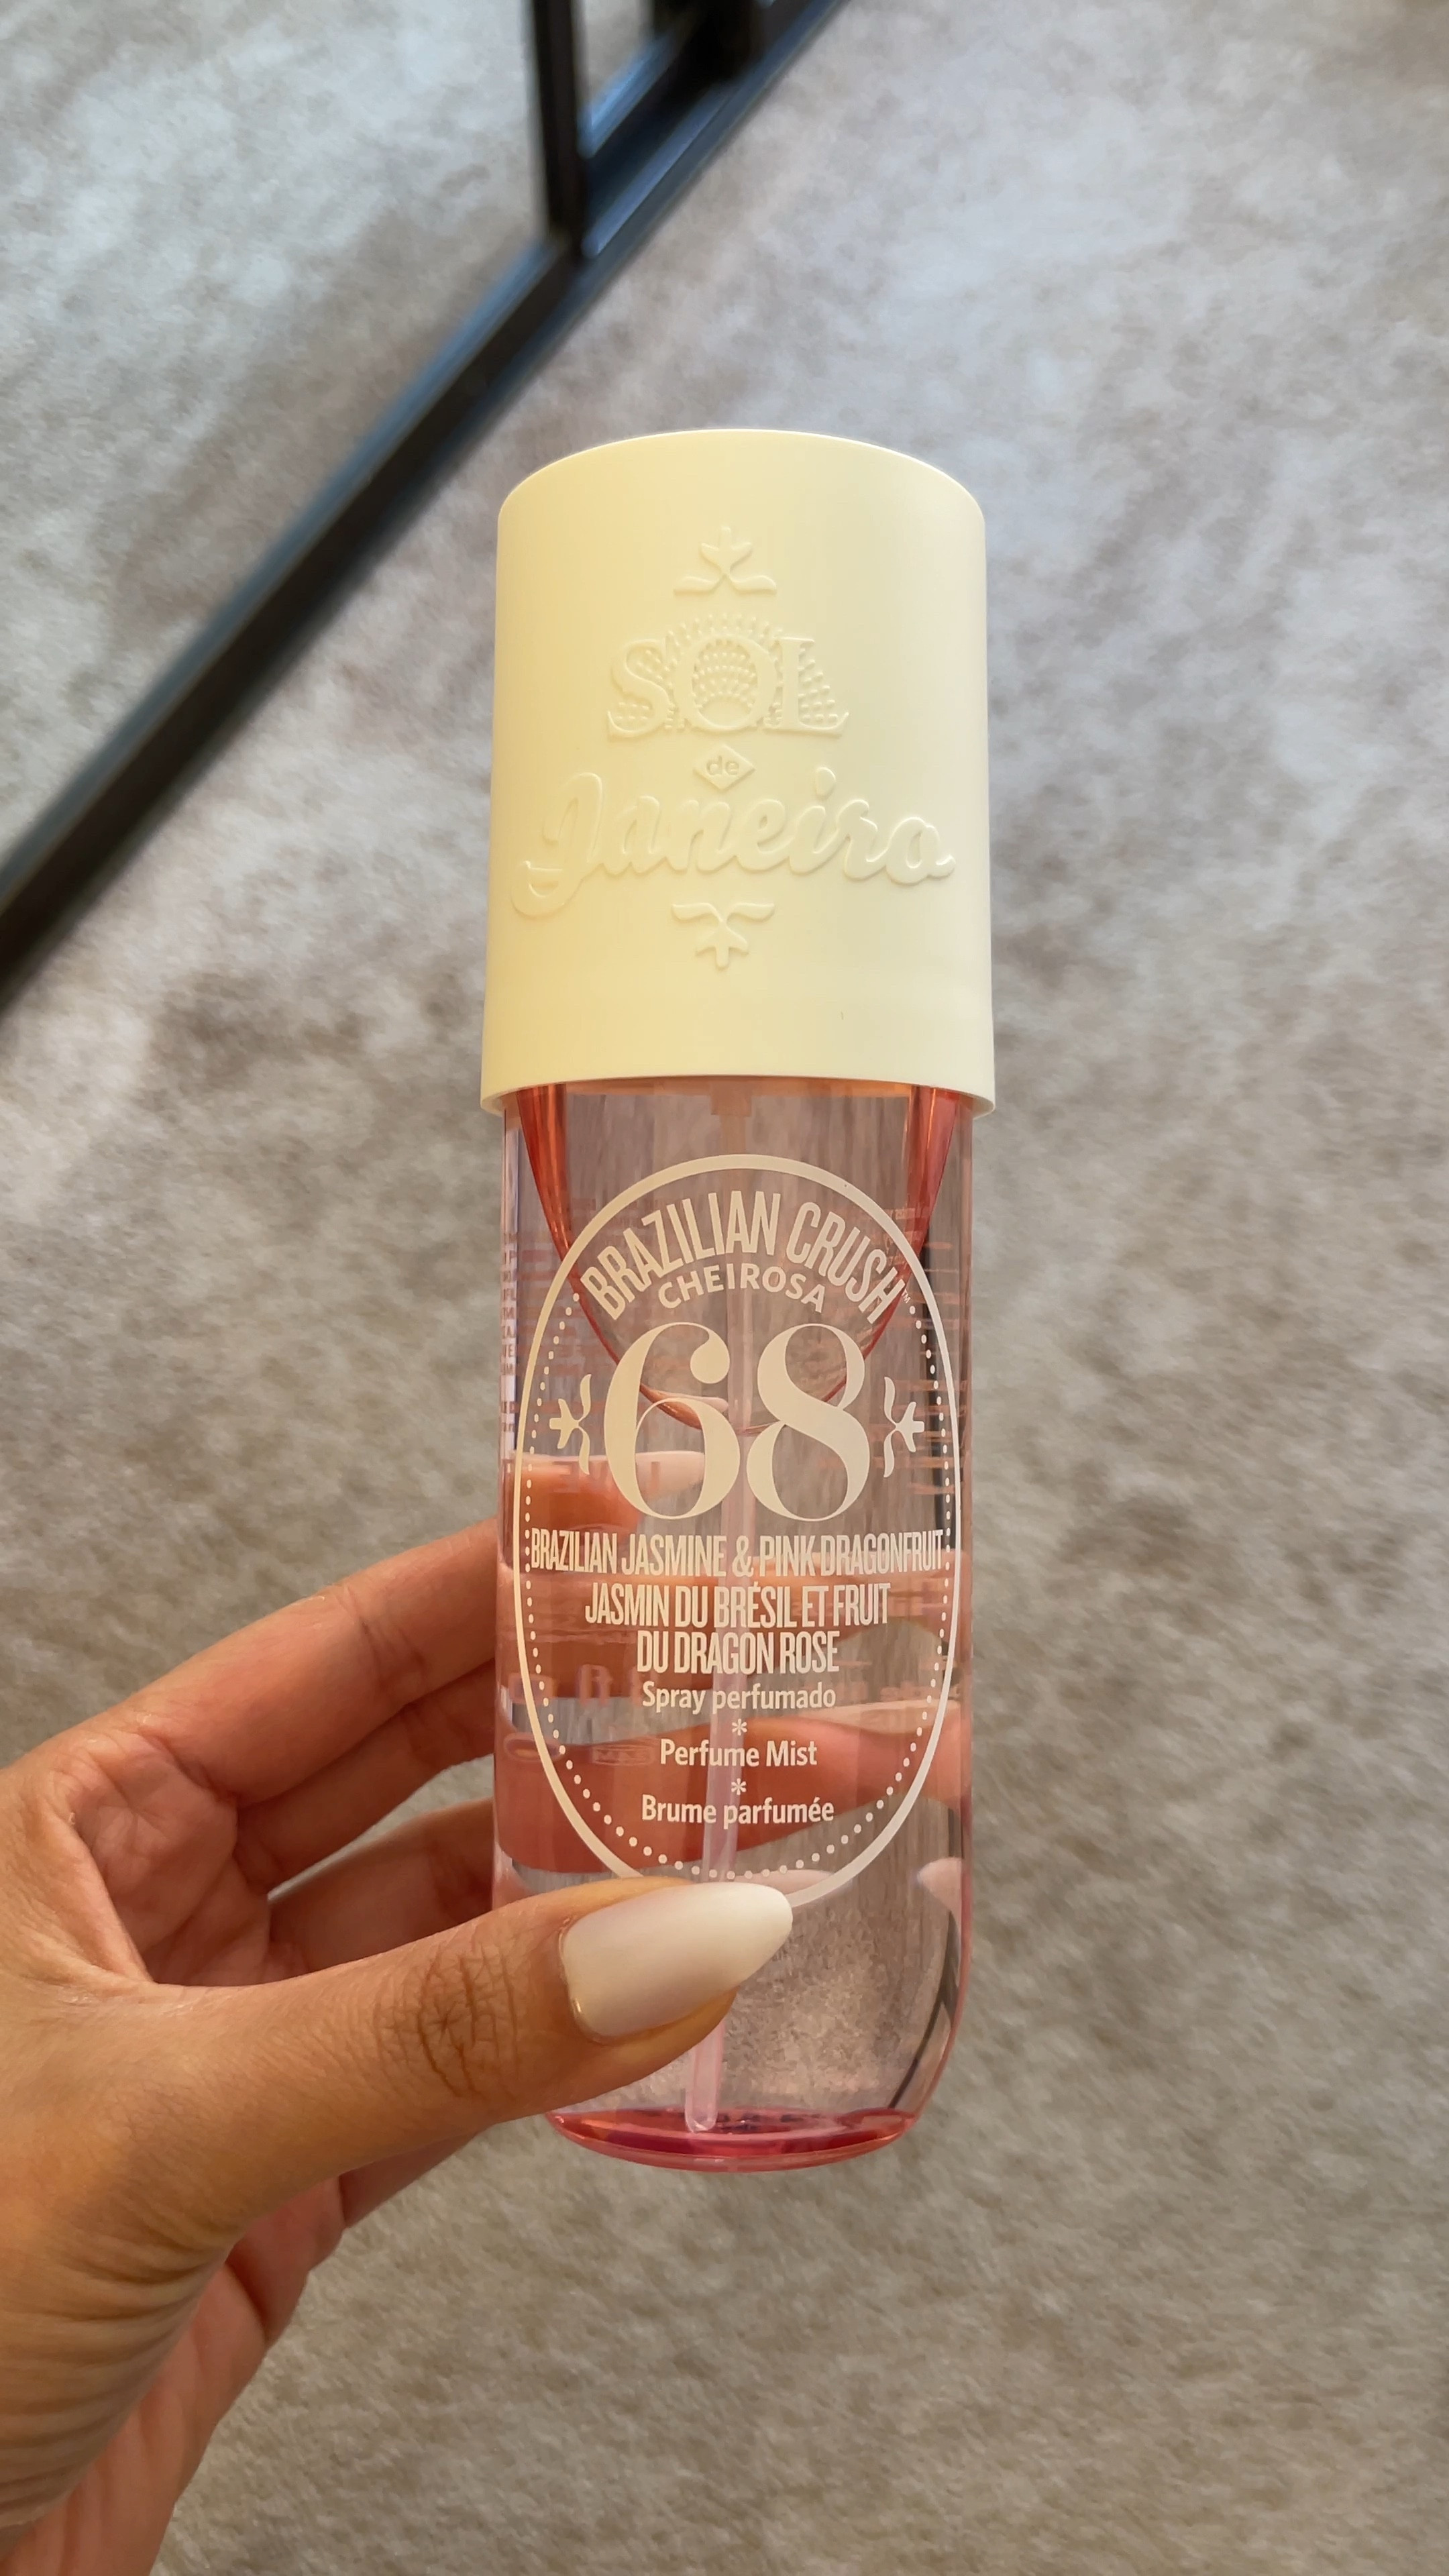 SOL
de
Janeiro
BRAZILIAN CRUSH™
CHEIROSA
68
BRAZILIAN JASMINE & PINK DRAGONFRUIT
JASMIN DU BRÉSIL ET FRUIT
DU DRAGON ROSE
Spray perfumado
*
Perfume Mist
*
Brume parfumée